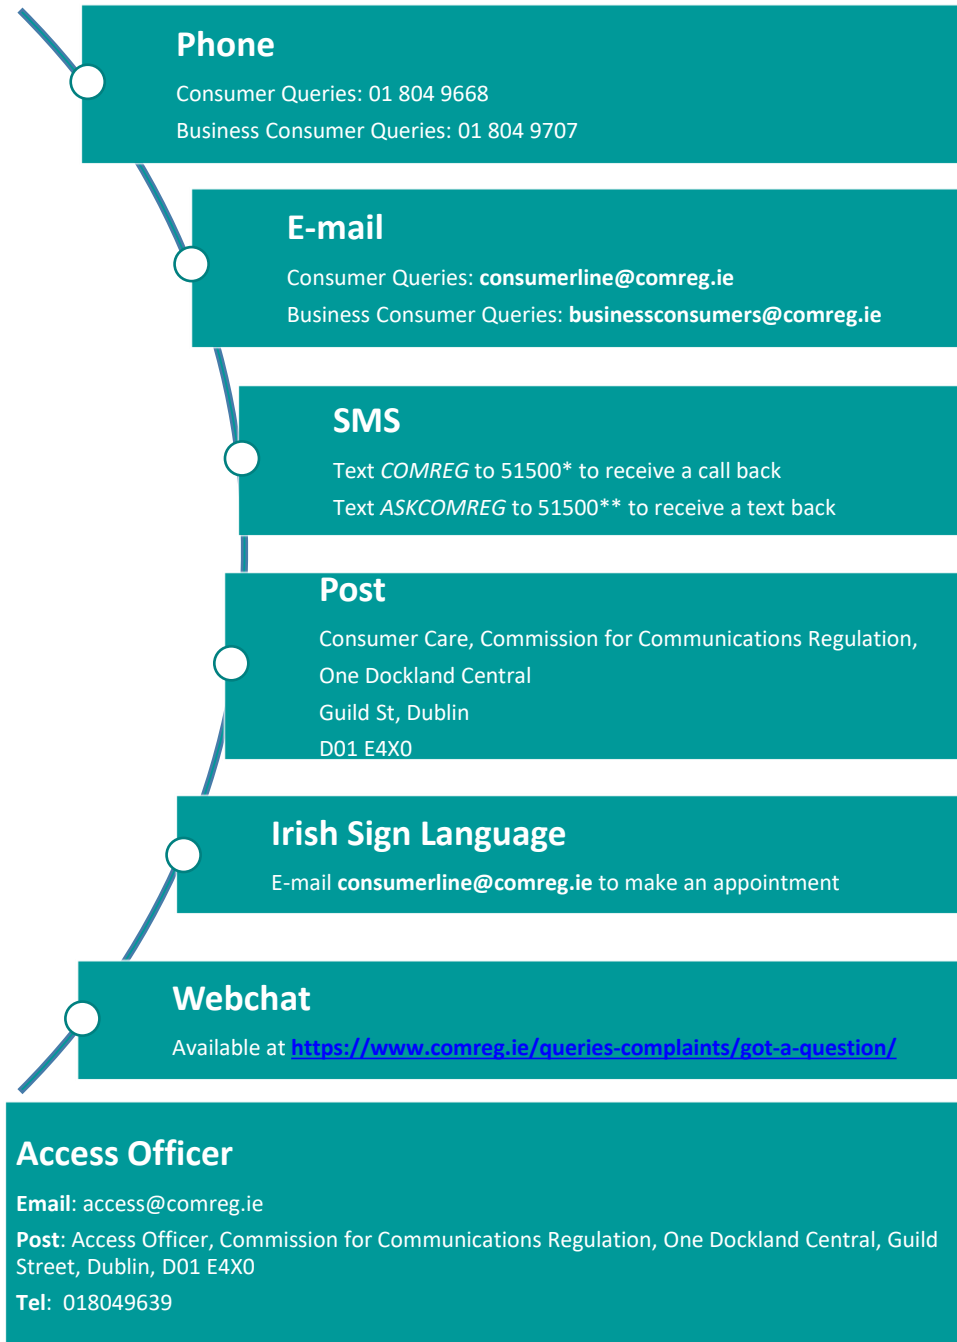 Phone
Consumer Queries: 01 804 9668
Business Consumer Queries: 01 804 9707
E-mail
Consumer Queries: consumerline@comreg.ie
Business Consumer Queries: businessconsumers@comreg.ie
SMS
Text COMREG to 51500* to receive a call back
Text ASKCOMREG to 51500** to receive a text back
Post
Consumer Care, Commission for Communications Regulation,
One Dockland Central
Guild St, Dublin
D01 E4X0
Irish Sign Language
E-mail consumerline@comreg.ie to make an appointment
Webchat
Available at https://www.comreg.ie/queries-complaints/got-a-question/
Access Officer
Email: access@comreg.ie
Post: Access Officer, Commission for Communications Regulation, One Dockland Central, Guild
Street, Dublin, D01 E4X0
Tel: 018049639